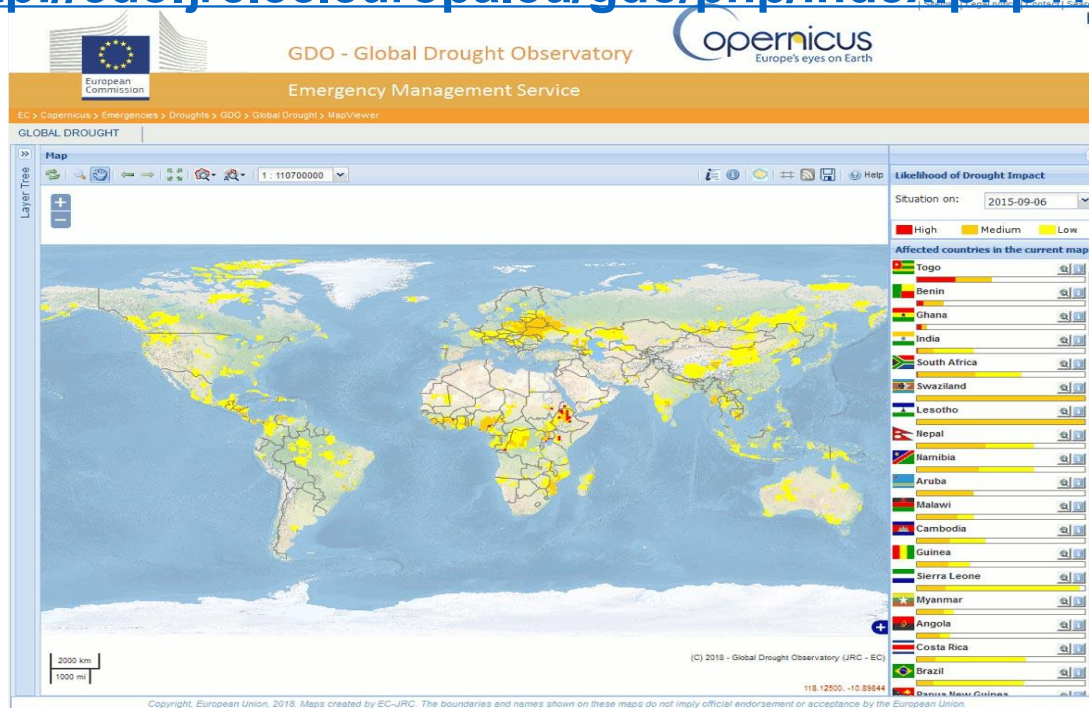 GDO - Global Drought Observatory
opernicus
Europe's eyes on Earth
European
Commission
Emergency Management Service
EC > Copernicus > Emergencies > Droughts > GDO > Global Drought > MapViewer
GLOBAL DROUGHT
Layer Tree
Map
1 : 110700000
Help
Likelihood of Drought Impact
Situation on:
2015-09-06
High
Medium
Low
Affected countries in the current map
Togo
Benin
Ghana
India
South Africa
Swaziland
Lesotho
Nepal
Namibia
Aruba
Malawi
Cambodia
Guinea
Sierra Leone
Myanmar
Angola
Costa Rica
Brazil
Papua New Guinea
2000 km
1000 mi
(C) 2018 - Global Drought Observatory (JRC - EC)
118.12500, -10.89844
Copyright, European Union, 2018. Maps created by EC-JRC. The boundaries and names shown on these maps do not imply official endorsement or acceptance by the European Union.